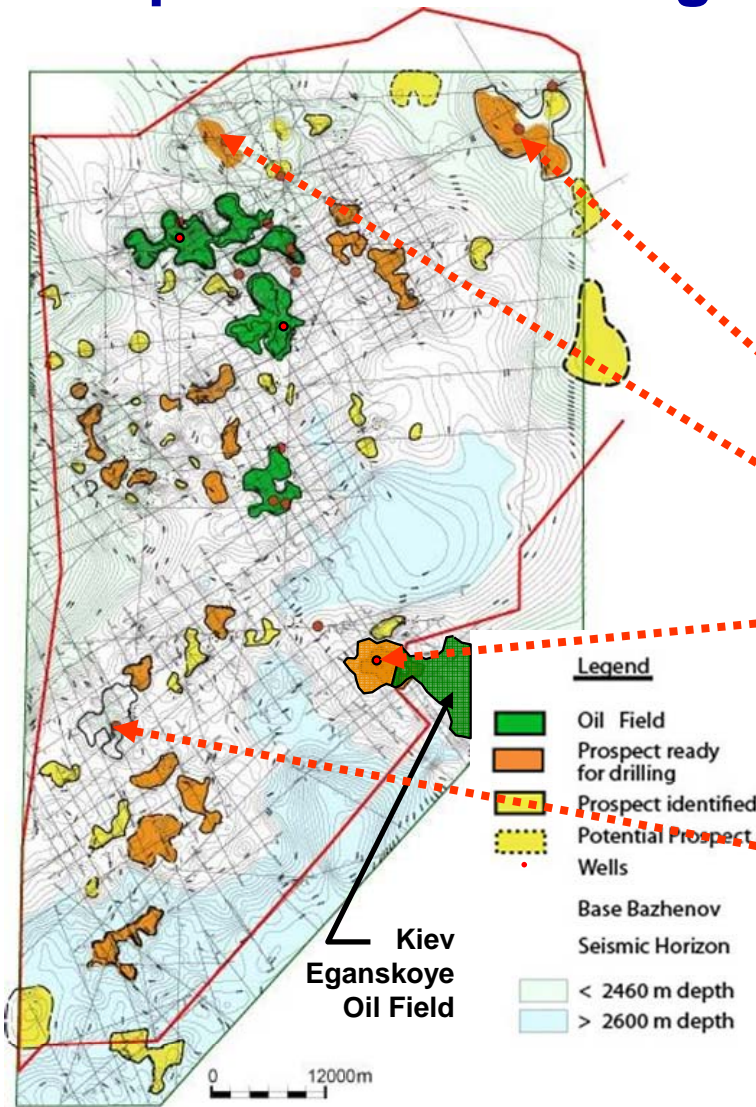 Legend
Oil Field
Prospect ready
for drilling
Prospect identified
Potential Prospect
Wells
Base Bazhenov
Seismic Horizon
< 2460 m depth
> 2600 m depth
Kiev
Eganskoye
Oil Field
0 12000m